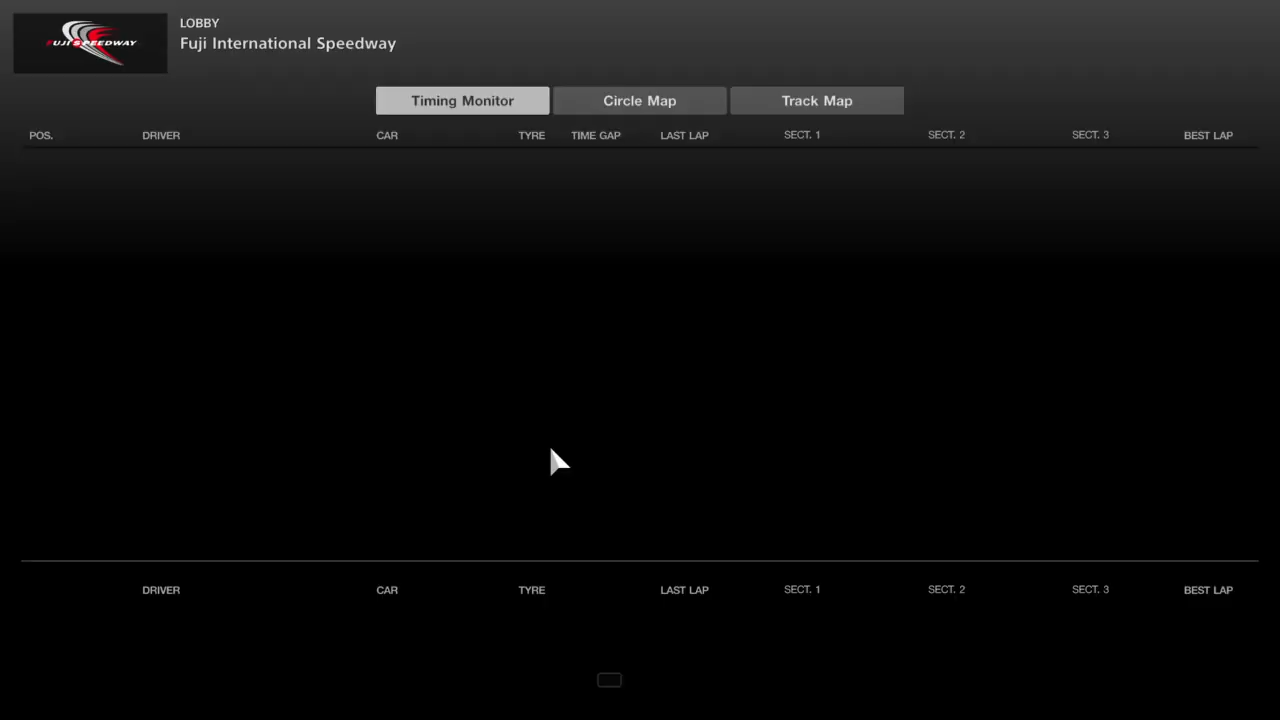 FUJI SPEEDWAY
LOBBY
Fuji International Speedway
Timing Monitor Circle Map Track Map
POS. DRIVER CAR TYRE TIME GAP LAST LAP SECT. 1 SECT. 2 SECT. 3 BEST LAP
DRIVER CAR TYRE LAST LAP SECT. 1 SECT. 2 SECT. 3 BEST LAP